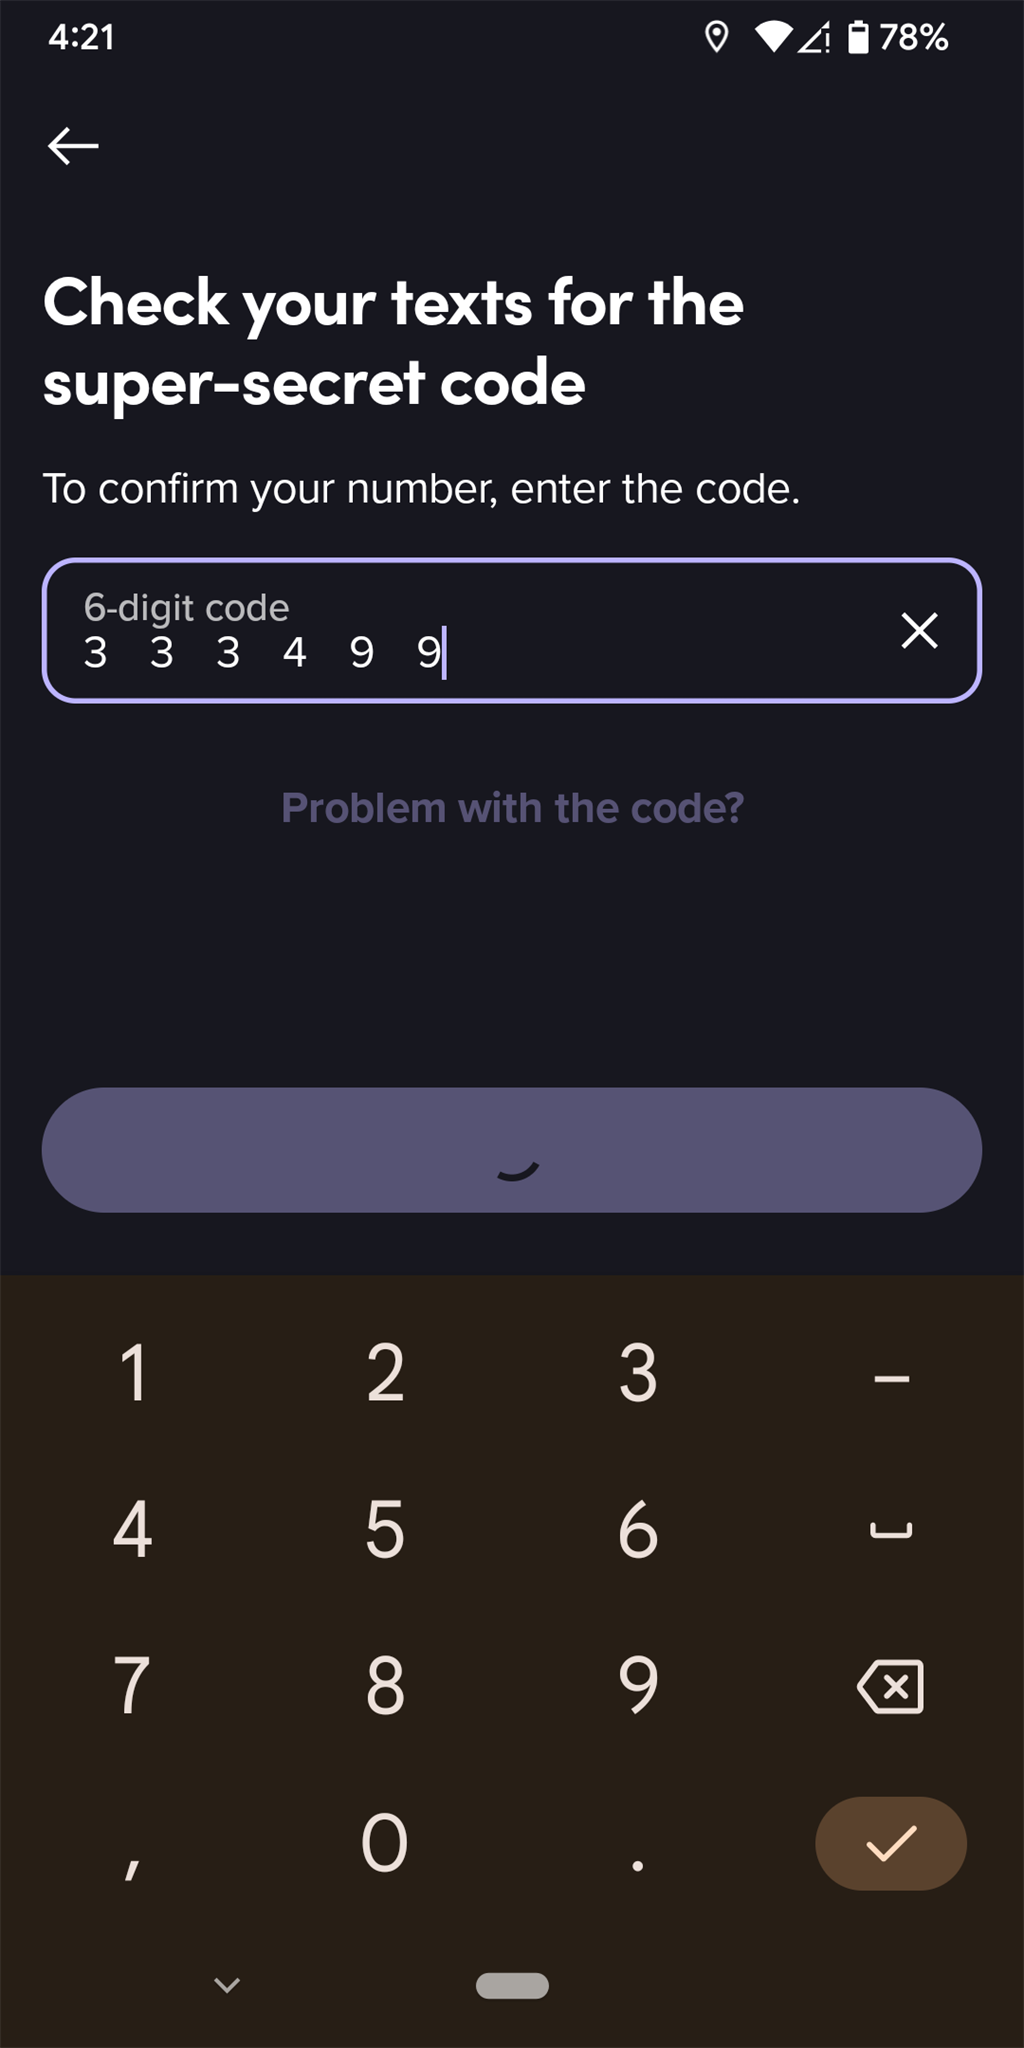 4:21 78%
Check your texts for the
super-secret code
To confirm your number, enter the code.
6-digit code
3 3 3 4 9 9
Problem with the code?
1 2 3 –
4 5 6
7 8 9
, 0 .